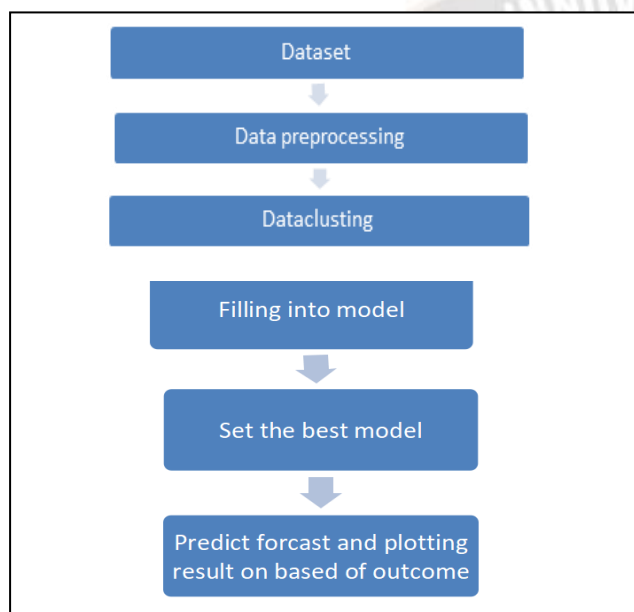 Dataset
Data preprocessing
Dataclusting
Filling into model
Set the best model
Predict forcast and plotting
result on based of outcome